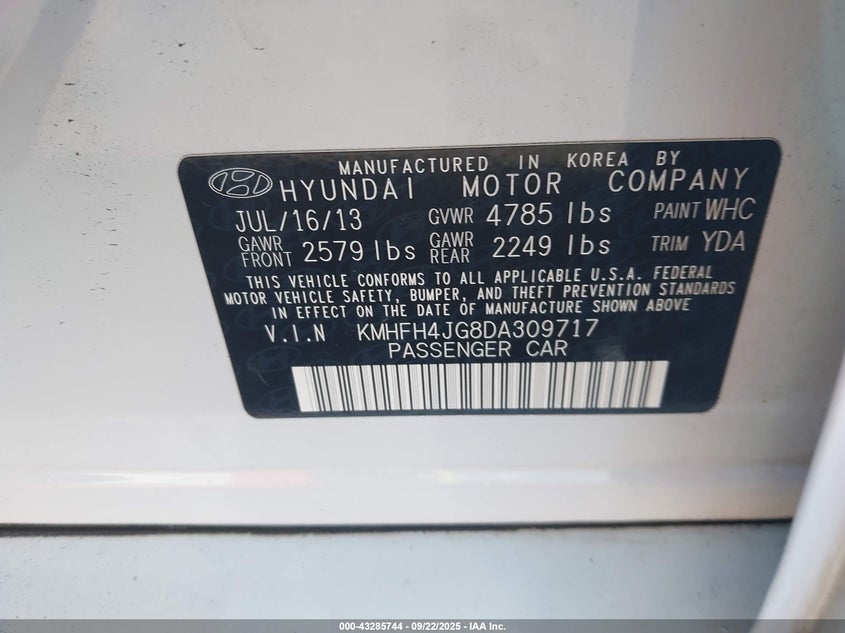 MANUFACTURED IN KOREA BY
HYUNDAI MOTOR COMPANY
JUL/16/13 GVWR 4785 lbs PAINT WHC
GAWR FRONT 2579 lbs GAWR REAR 2249 lbs TRIM YDA
THIS VEHICLE CONFORMS TO ALL APPLICABLE U.S.A. FEDERAL
MOTOR VEHICLE SAFETY, BUMPER, AND THEFT PREVENTION STANDARDS
IN EFFECT ON THE DATE OF MANUFACTURE SHOWN ABOVE
V.I.N KMHFH4JG8DA309717
PASSENGER CAR
000-43285744 - 09/22/2025 - IAA Inc.